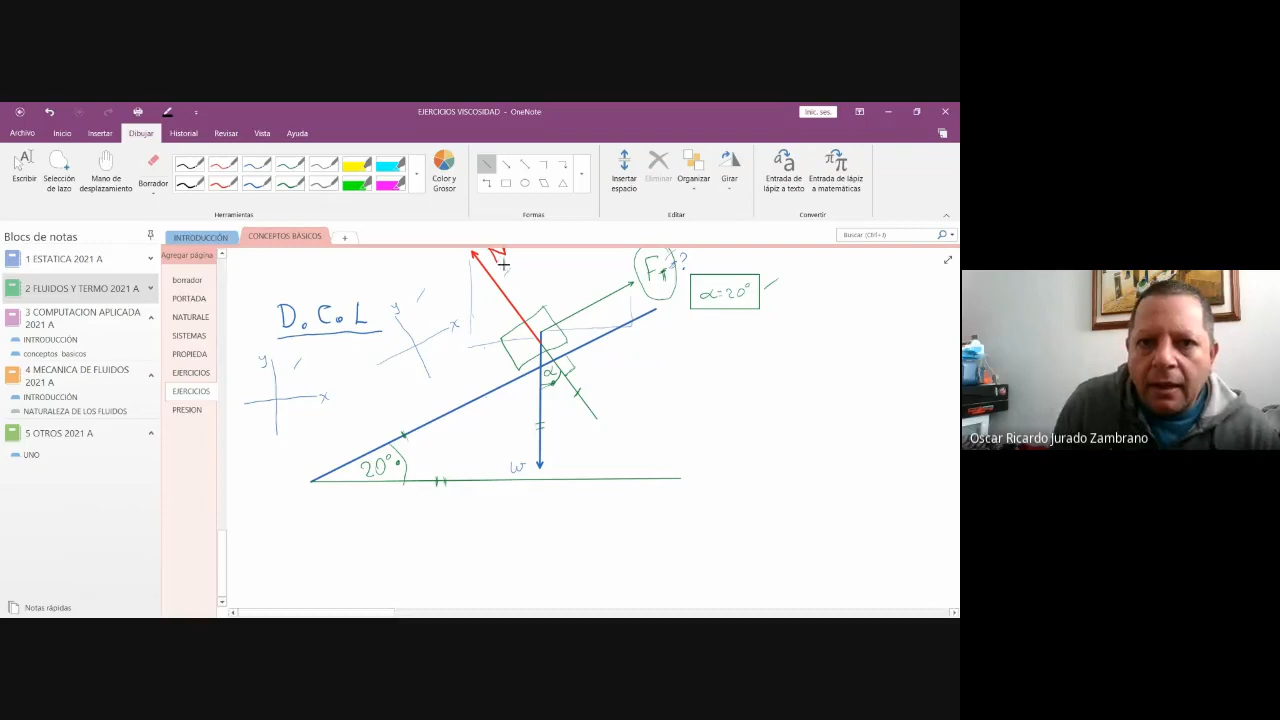 EJERCICIOS VISCOSIDAD - OneNote
Inic. ses.
Archivo Inicio Insertar Dibujar Historial Revisar Vista Ayuda
Escribir
Selección de lazo
Mano de desplazamiento
Borrador
Color y Grosor
Insertar espacio
Eliminar
Organizar
Girar
Entrada de lápiz a texto
Entrada de lápiz a matemáticas
Herramientas
Formas
Editar
Convertir
Blocs de notas
INTRODUCCIÓN
CONCEPTOS BÁSICOS
+
Buscar (Ctrl+J)
1 ESTATICA 2021 A
2 FLUIDOS Y TERMO 2021 A
3 COMPUTACION APLICADA 2021 A
INTRODUCCIÓN
conceptos basicos
4 MECANICA DE FLUIDOS 2021 A
INTRODUCCIÓN
NATURALEZA DE LOS FLUIDOS
5 OTROS 2021 A
UNO
Notas rápidas
Agregar página
borrador
PORTADA
NATURALE
SISTEMAS
PROPIEDA
EJERCICIOS
EJERCICIOS
PRESION
D.C.L
y
x
y
x
N
F
?
α=20°
α
20°
w
Oscar Ricardo Jurado Zambrano